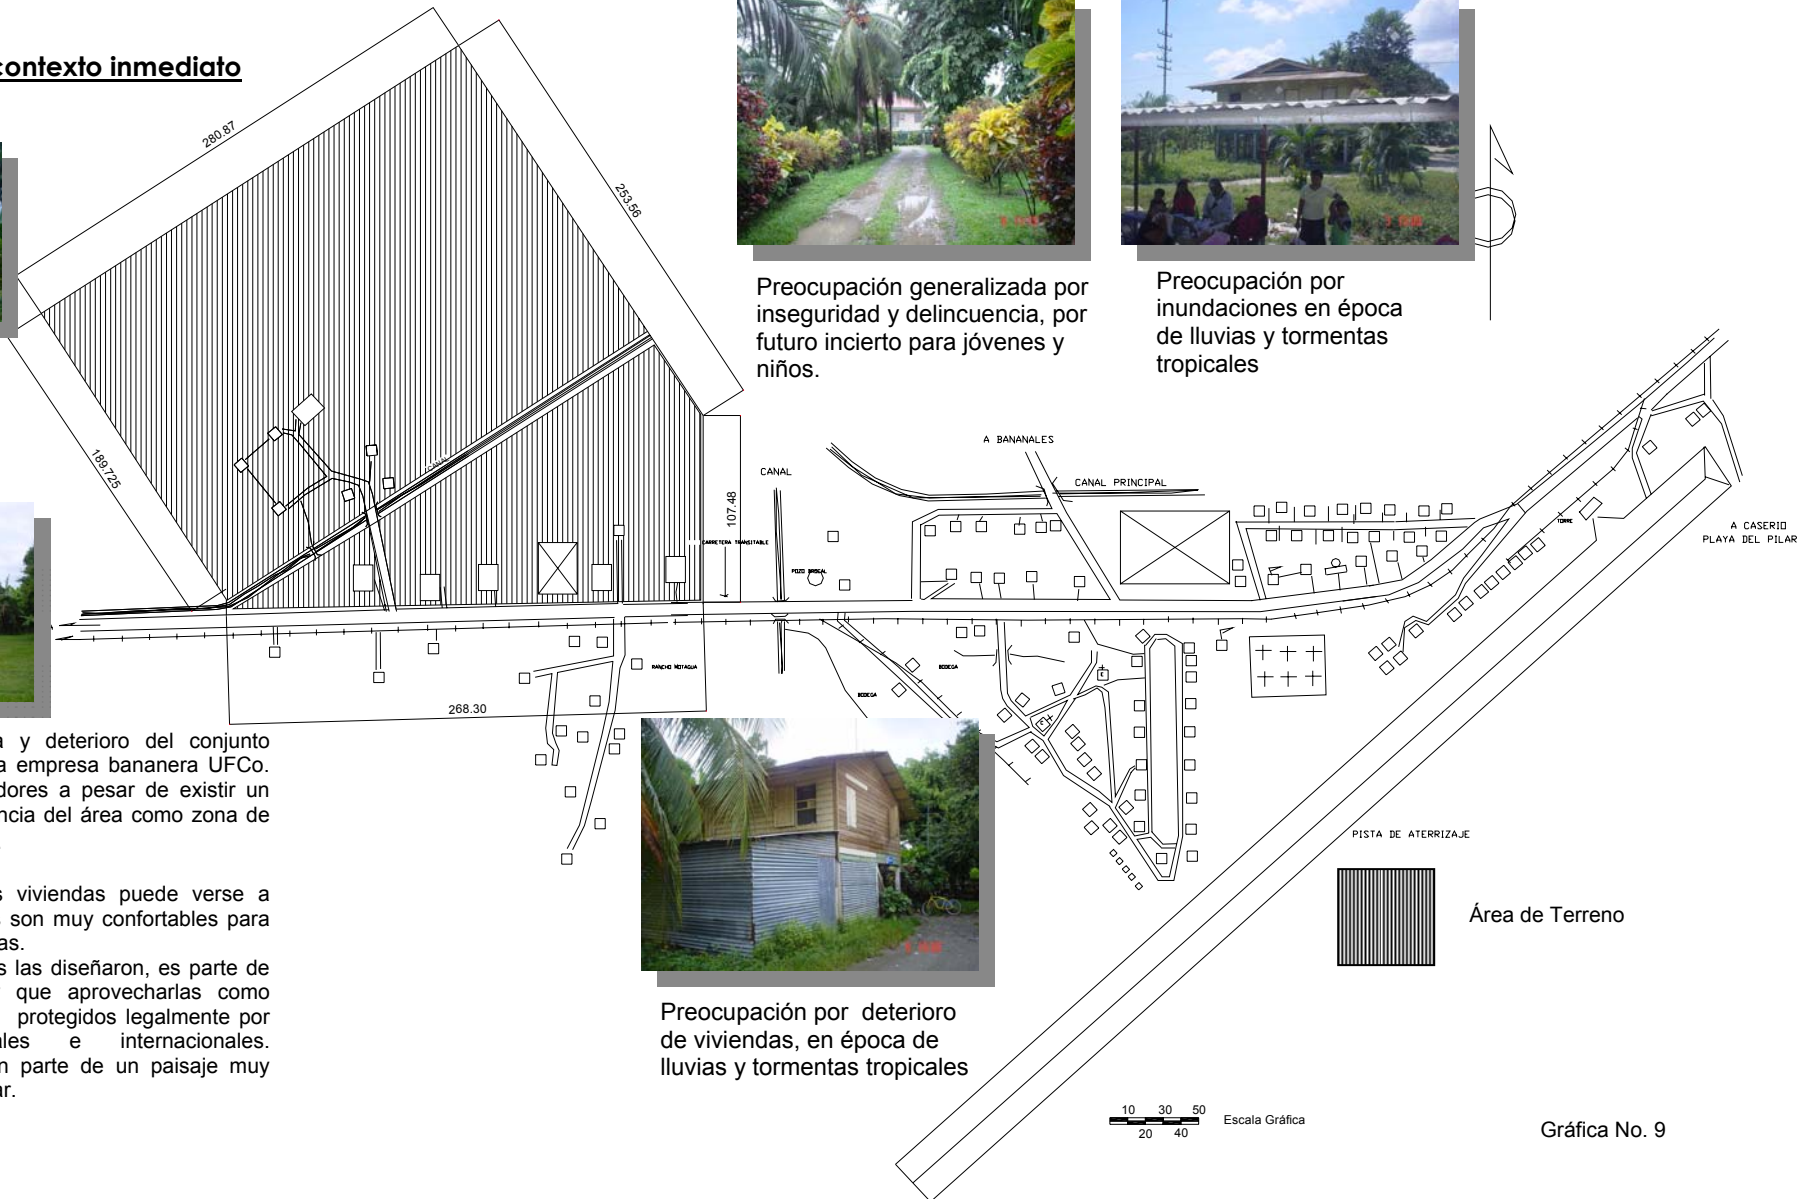 contexto inmediato
280.87
253.56
189.725
107.48
268.30
Preocupación generalizada por
inseguridad y delincuencia, por
futuro incierto para jóvenes y
niños.
Preocupación por
inundaciones en época
de lluvias y tormentas
tropicales
CANAL
A BANANALES
CANAL
CANAL PRINCIPAL
CARRETERA TRANSITABLE
POZO
TORRE
A CASERIO
PLAYA DEL PILAR
RANCHO MOTAGUA
BODEGA
BODEGA
PISTA DE ATERRIZAJE
y deterioro del conjunto
a empresa bananera UFCo.
dores a pesar de existir un
ncia del área como zona de
s viviendas puede verse a
son muy confortables para
as.
s las diseñaron, es parte de
que aprovecharlas como
protegidos legalmente por
ales e internacionales.
n parte de un paisaje muy
ar.
Preocupación por deterioro
de viviendas, en época de
lluvias y tormentas tropicales
Área de Terreno
10 30 50
20 40
Escala Gráfica
Gráfica No. 9